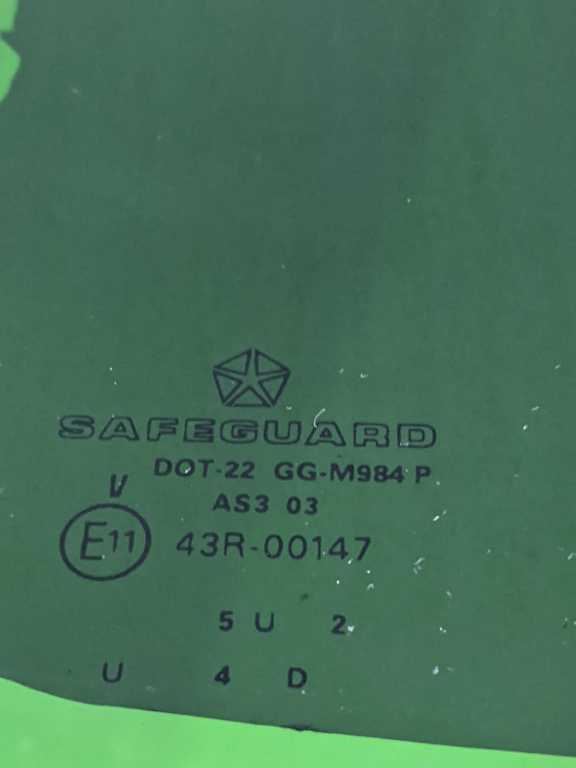 SAFEGUARD
DOT-22 GG-M984 P
AS3 03
V
E11 43R-00147
5 U 2
U 4 D